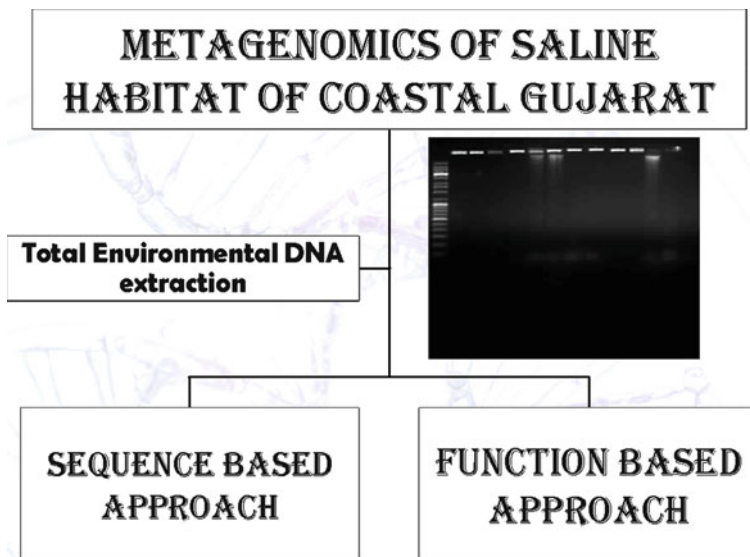 METAGENOMICS OF SALINE
HABITAT OF COASTAL GUJARAT
Total Environmental DNA
extraction
SEQUENCE BASED
APPROACH
FUNCTION BASED
APPROACH